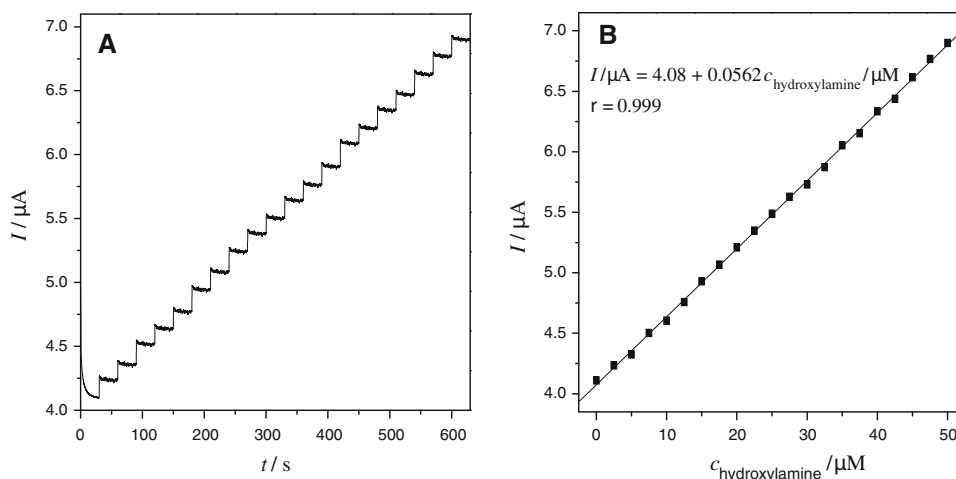 A
I / µA
7.0
6.5
6.0
5.5
5.0
4.5
4.0
0 100 200 300 400 500 600
t / s
B
I/µA = 4.08 + 0.0562 c hydroxylamine /µM
r = 0.999
I / µA
7.0
6.5
6.0
5.5
5.0
4.5
4.0
0 10 20 30 40 50
c hydroxylamine /µM